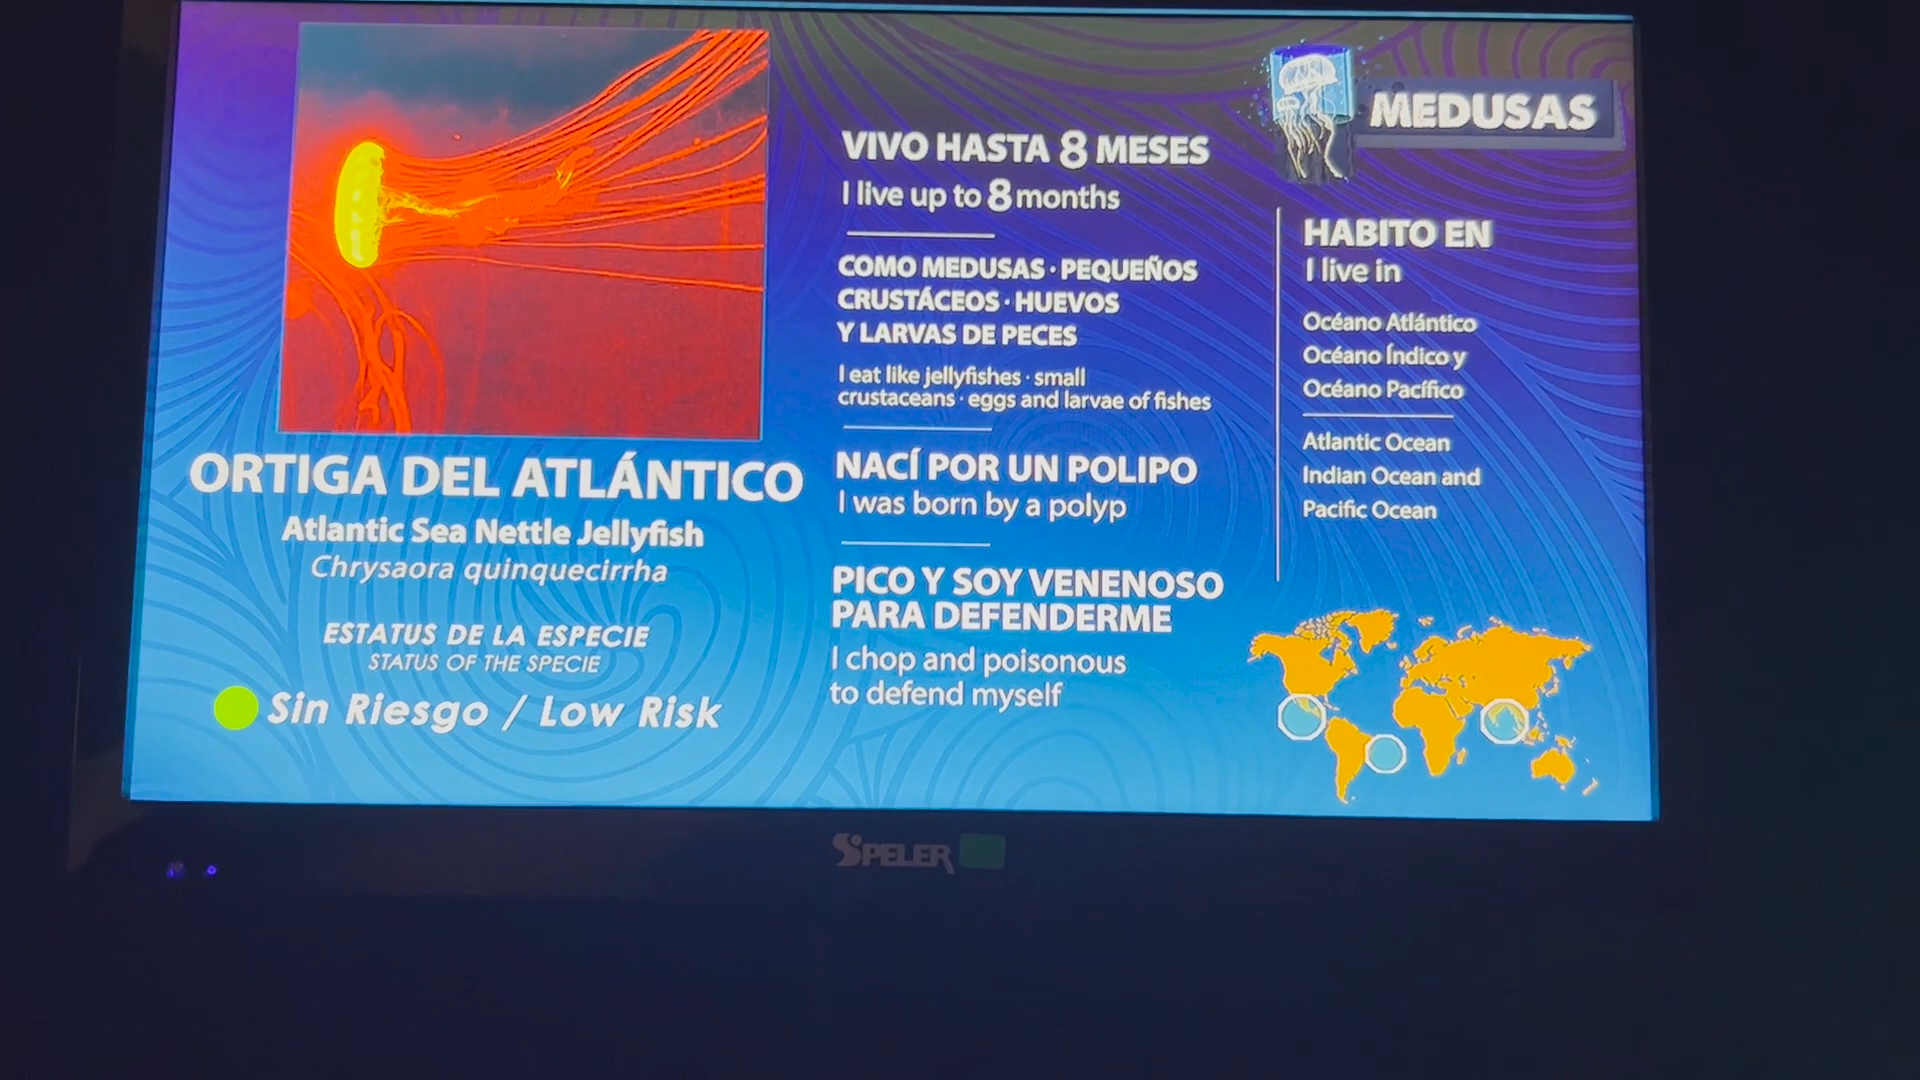 MEDUSAS
ORTIGA DEL ATLÁNTICO
Atlantic Sea Nettle Jellyfish
Chrysaora quinquecirrha
ESTATUS DE LA ESPECIE
STATUS OF THE SPECIE
Sin Riesgo / Low Risk
VIVO HASTA 8 MESES
I live up to 8 months
COMO MEDUSAS · PEQUEÑOS
CRUSTÁCEOS · HUEVOS
Y LARVAS DE PECES
I eat like jellyfishes · small
crustaceans · eggs and larvae of fishes
NACÍ POR UN POLIPO
I was born by a polyp
PICO Y SOY VENENOSO
PARA DEFENDERME
I chop and poisonous
to defend myself
HABITO EN
I live in
Océano Atlántico
Océano Índico y
Océano Pacífico
Atlantic Ocean
Indian Ocean and
Pacific Ocean
SPELER